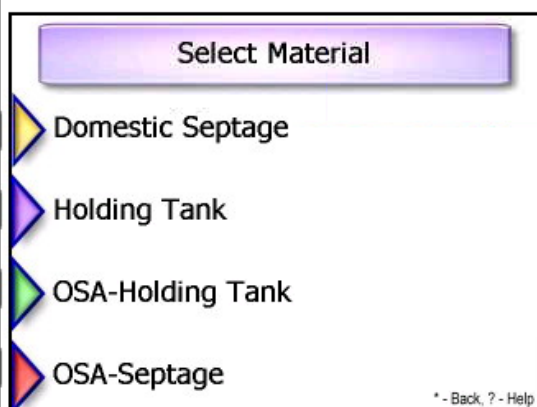 Select Material
Domestic Septage
Holding Tank
OSA-Holding Tank
OSA-Septage
* - Back, ? - Help